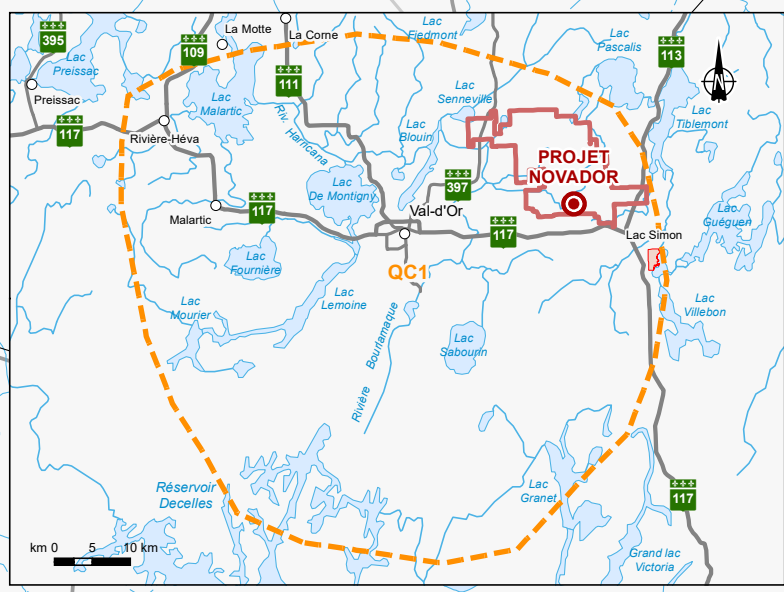 395
Lac
Preissac
Preissac
117
109
La Motte
La Corne
111
Lac
Malartic
Rivière-Héva
Riv. Harricana
Lac
Fiedmont
Lac
Senneville
Lac
Blouin
Lac
Pascalis
113
N
Lac
Tiblemont
PROJET
NOVADOR
Lac
De Montigny
397
Val-d'Or
Malartic
117
117
Lac Simon
Lac
Guéguen
Lac
Fournière
QC1
Lac
Lemoine
Lac
Mourier
Rivière Bourlamaque
Lac
Sabourin
Lac
Villebon
Réservoir
Decelles
Lac
Granet
117
Grand lac
Victoria
km 0 5 10 km